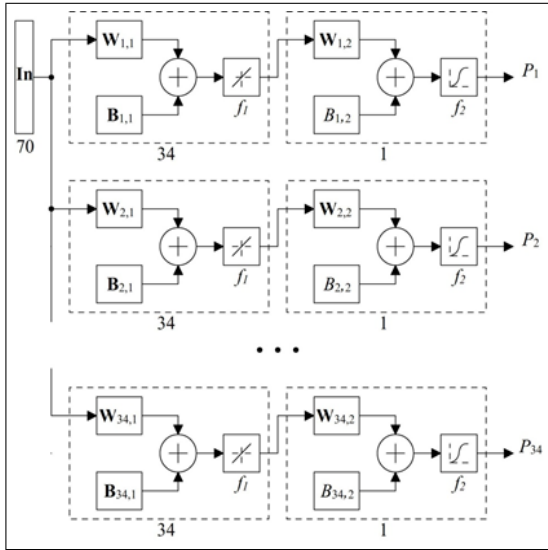 In
70
W1,1
+
B1,1
f1
34
W1,2
+
B1,2
f2
1
P1
W2,1
+
B2,1
f1
34
W2,2
+
B2,2
f2
1
P2
• • •
W34,1
+
B34,1
f1
34
W34,2
+
B34,2
f2
1
P34